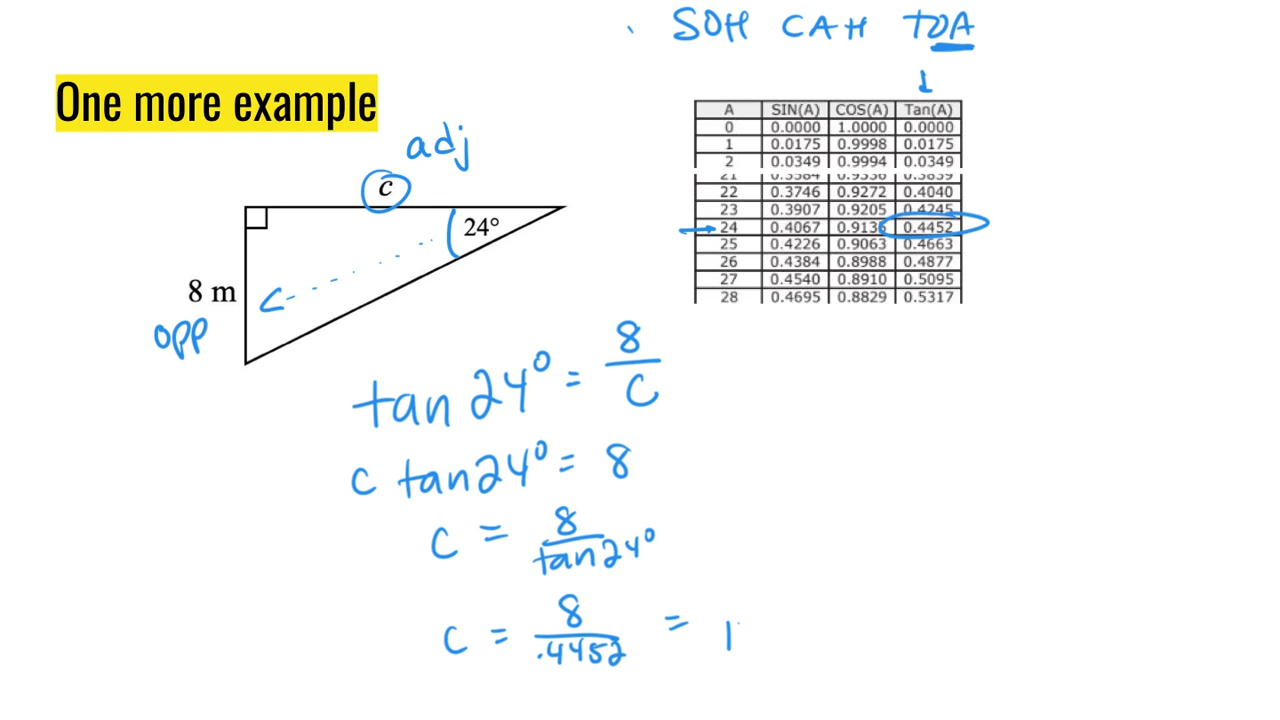 SOH CAH TOA
One more example
adj
c
24°
8 m
opp
A SIN(A) COS(A) Tan(A)
0 0.0000 1.0000 0.0000
1 0.0175 0.9998 0.0175
2 0.0349 0.9994 0.0349
22 0.3746 0.9272 0.4040
23 0.3907 0.9205 0.4245
24 0.4067 0.9135 0.4452
25 0.4226 0.9063 0.4663
26 0.4384 0.8988 0.4877
27 0.4540 0.8910 0.5095
28 0.4695 0.8829 0.5317
tan 24° = 8/c
c tan 24° = 8
c = 8/tan 24°
c = 8/.4452 = 1